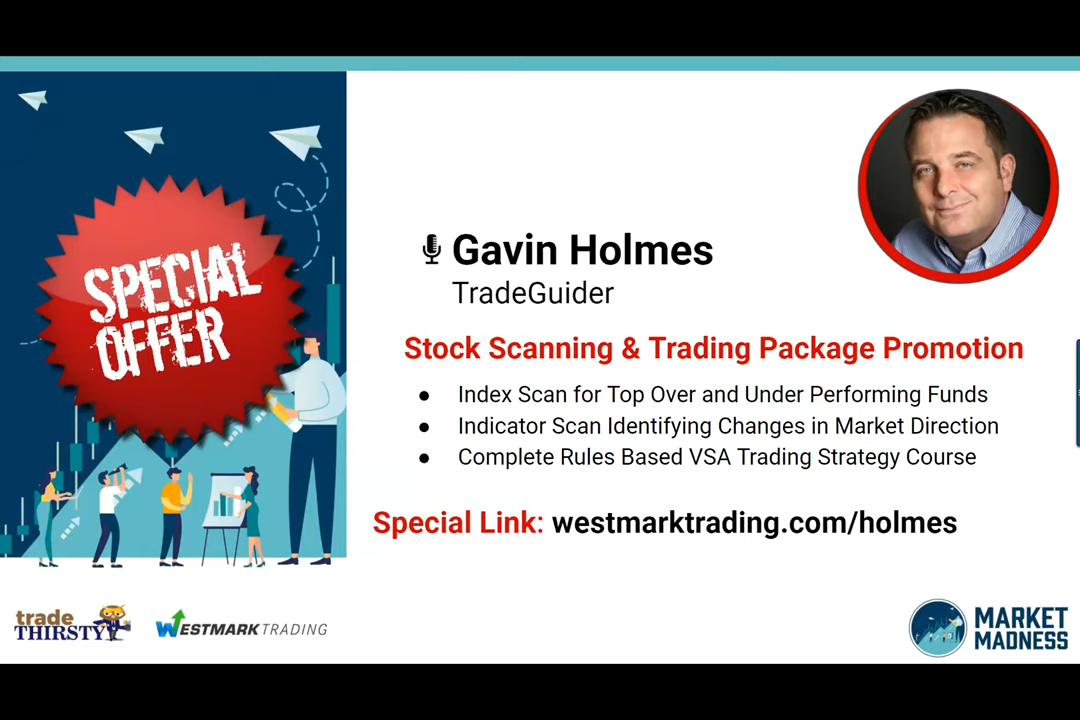 SPECIAL
OFFER
Gavin Holmes
TradeGuider
Stock Scanning & Trading Package Promotion
● Index Scan for Top Over and Under Performing Funds
● Indicator Scan Identifying Changes in Market Direction
● Complete Rules Based VSA Trading Strategy Course
Special Link: westmarktrading.com/holmes
trade
THIRSTY
WESTMARK TRADING
MARKET
MADNESS